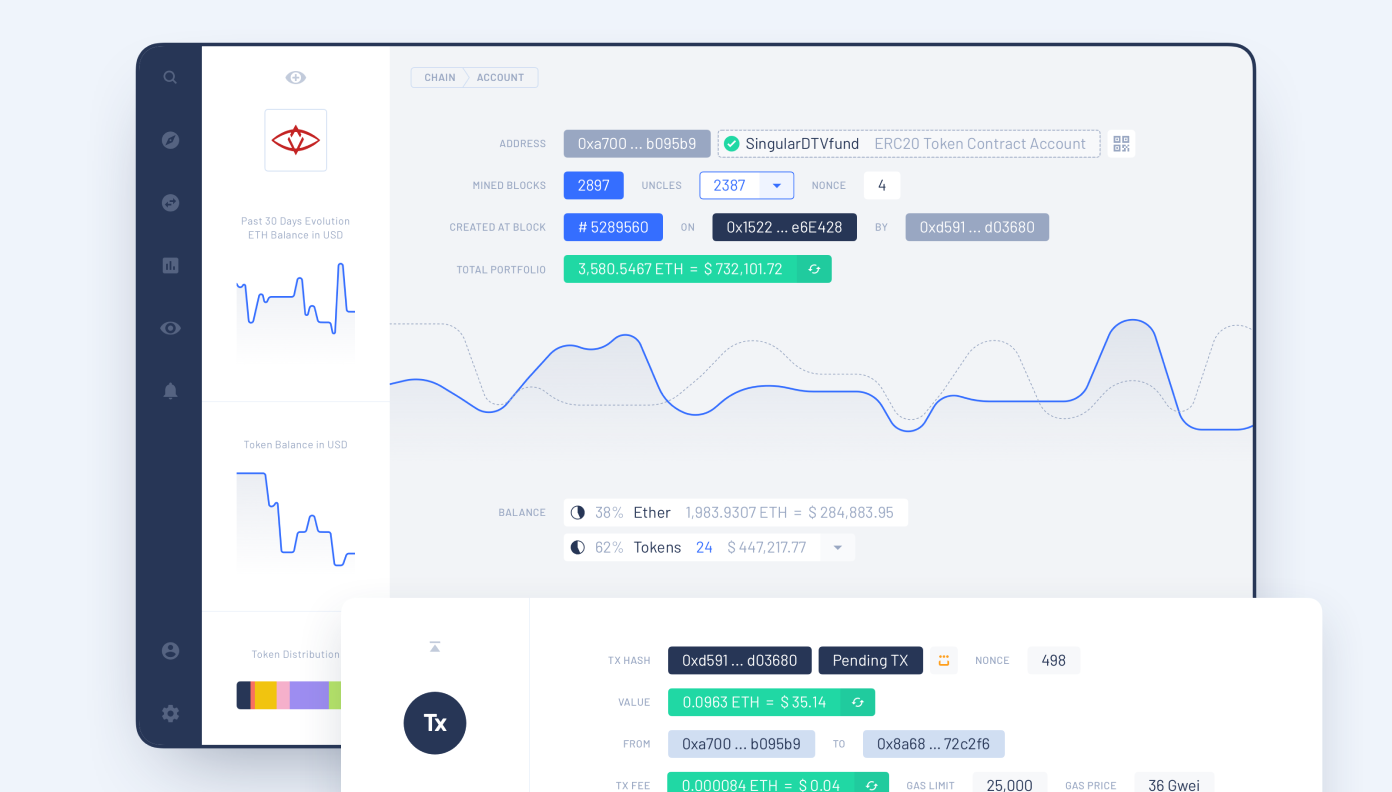 CHAIN ACCOUNT
ADDRESS 0xa700 ... b095b9 SingularDTVfund ERC20 Token Contract Account
MINED BLOCKS 2897 UNCLES 2387 NONCE 4
CREATED AT BLOCK # 5289560 ON 0x1522 ... e6E428 BY 0xd591 ... d03680
TOTAL PORTFOLIO 3,580.5467 ETH = $ 732,101.72
Past 30 Days Evolution
ETH Balance in USD
Token Balance in USD
BALANCE 38% Ether 1,983.9307 ETH = $ 284,883.95
62% Tokens 24 $ 447,217.77
Token Distribution
Tx
TX HASH 0xd591 ... d03680 Pending TX NONCE 498
VALUE 0.0963 ETH = $ 35.14
FROM 0xa700 ... b095b9 TO 0x8a68 ... 72c2f6
TX FEE 0.000084 ETH = $ 0.04 GAS LIMIT 25,000 GAS PRICE 36 Gwei